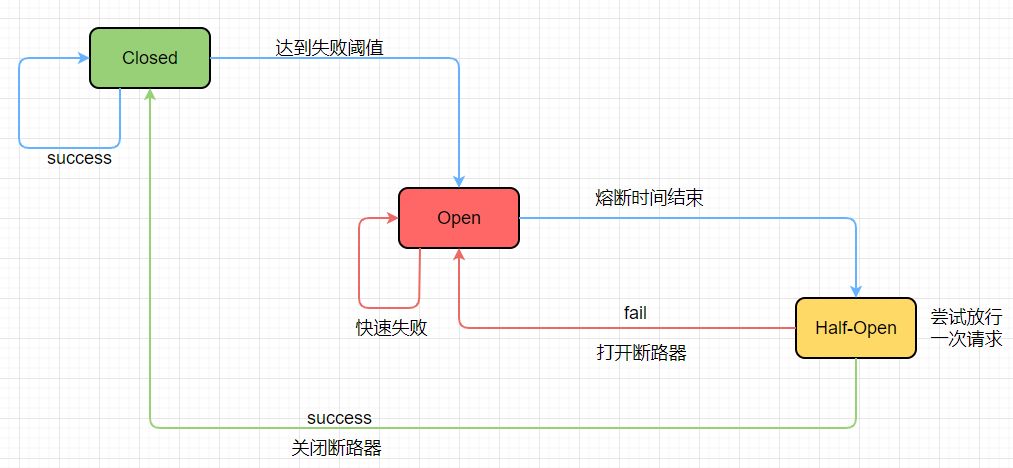 Closed
达到失败阈值
success
Open
熔断时间结束
快速失败
fail
打开断路器
Half-Open
尝试放行
一次请求
success
关闭断路器